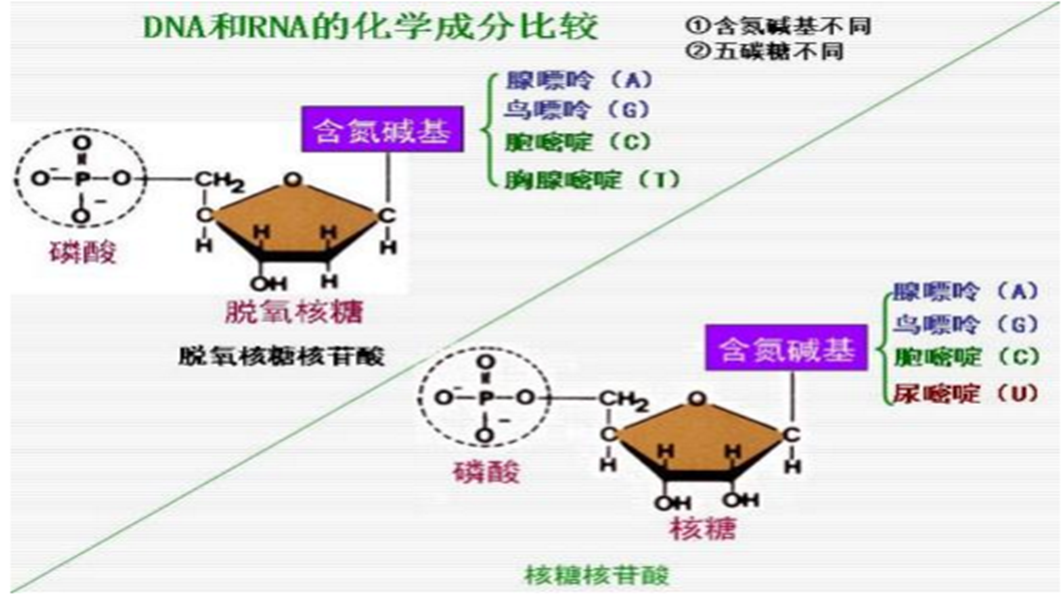 DNA和RNA的化学成分比较
①含氮碱基不同
②五碳糖不同
腺嘌呤（A）
鸟嘌呤（G）
胞嘧啶（C）
胸腺嘧啶（T）
含氮碱基
O
O⁻—P—O—CH₂
O
O⁻
C
C
H
H
H
H
OH
H
磷酸
脱氧核糖
脱氧核糖核苷酸
腺嘌呤（A）
鸟嘌呤（G）
胞嘧啶（C）
尿嘧啶（U）
含氮碱基
O
O⁻—P—O—CH₂
O
O⁻
C
C
H
H
H
H
OH
OH
磷酸
核糖
核糖核苷酸